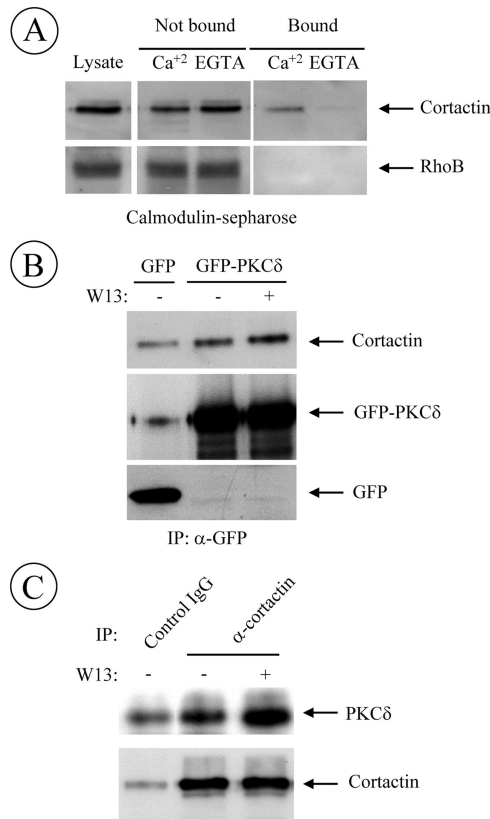 A
Not bound Bound
Lysate Ca+2 EGTA Ca+2 EGTA
Cortactin
RhoB
Calmodulin-sepharose
B
GFP GFP-PKCδ
W13: - - +
Cortactin
GFP-PKCδ
GFP
IP: α-GFP
C
IP: Control IgG α-cortactin
W13: - - +
PKCδ
Cortactin